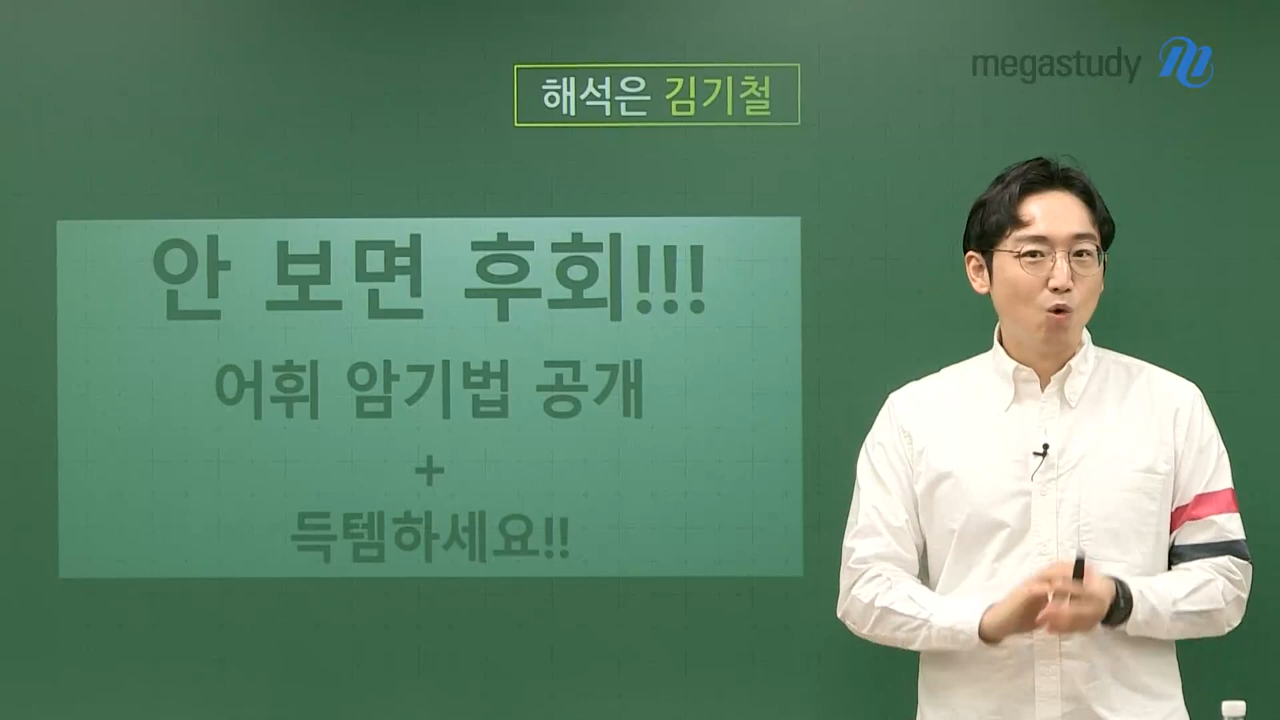 megastudy
해석은 김기철
안 보면 후회!!!
어휘 암기법 공개
+
득템하세요!!